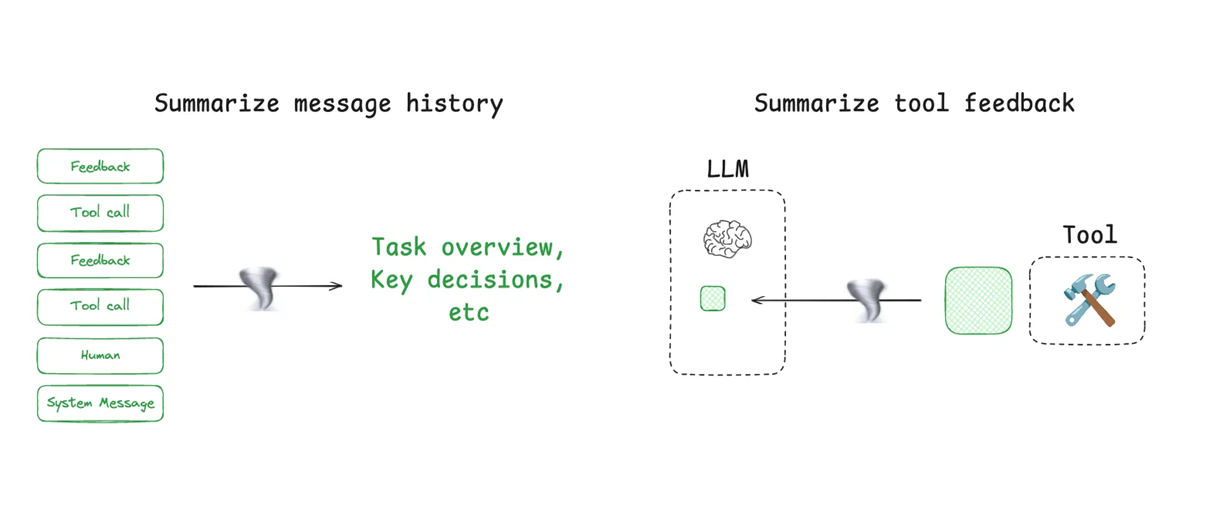 Summarize message history
Feedback
Tool call
Feedback
Tool call
Human
System Message
Task overview,
Key decisions,
etc
Summarize tool feedback
LLM
Tool